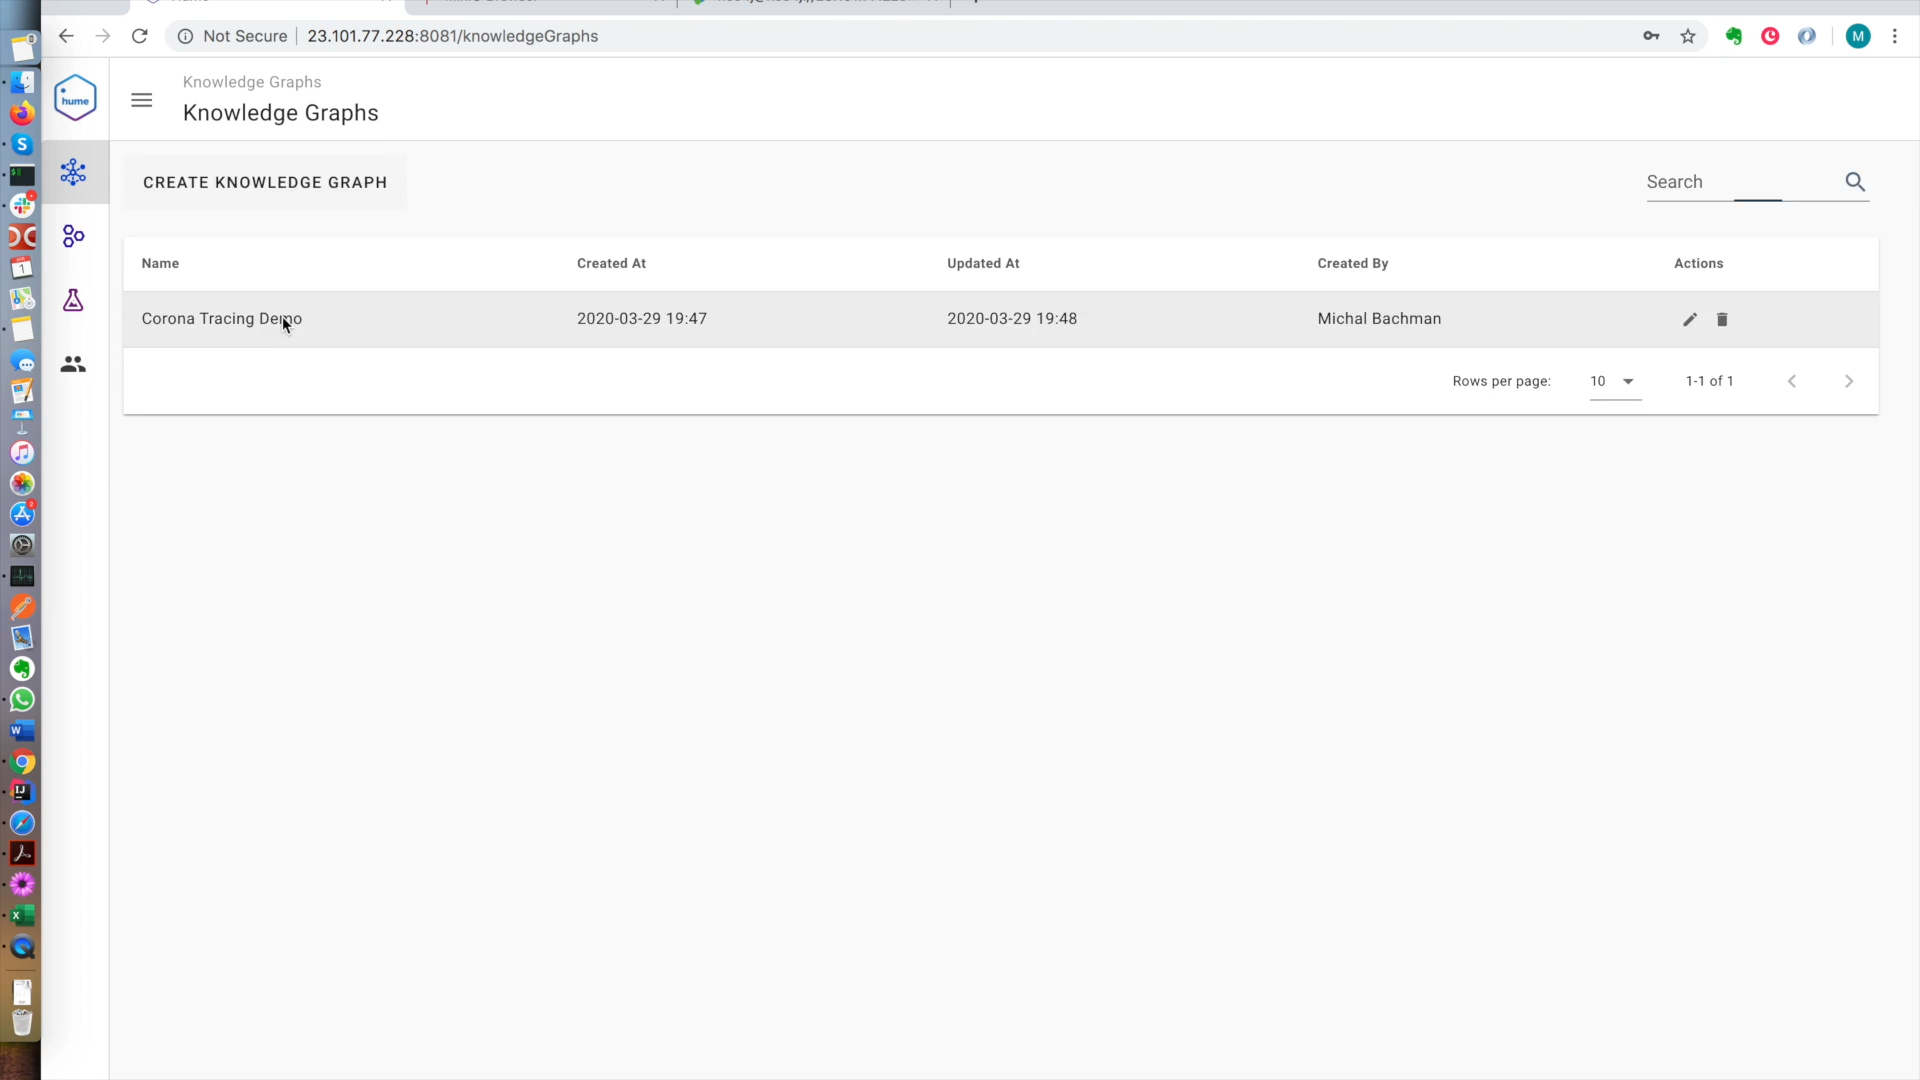 Not Secure
23.101.77.228:8081/knowledgeGraphs
M
hume
Knowledge Graphs
Knowledge Graphs
CREATE KNOWLEDGE GRAPH
Search
Name Created At Updated At Created By Actions
Corona Tracing Demo 2020-03-29 19:47 2020-03-29 19:48 Michal Bachman
Rows per page: 10 1-1 of 1